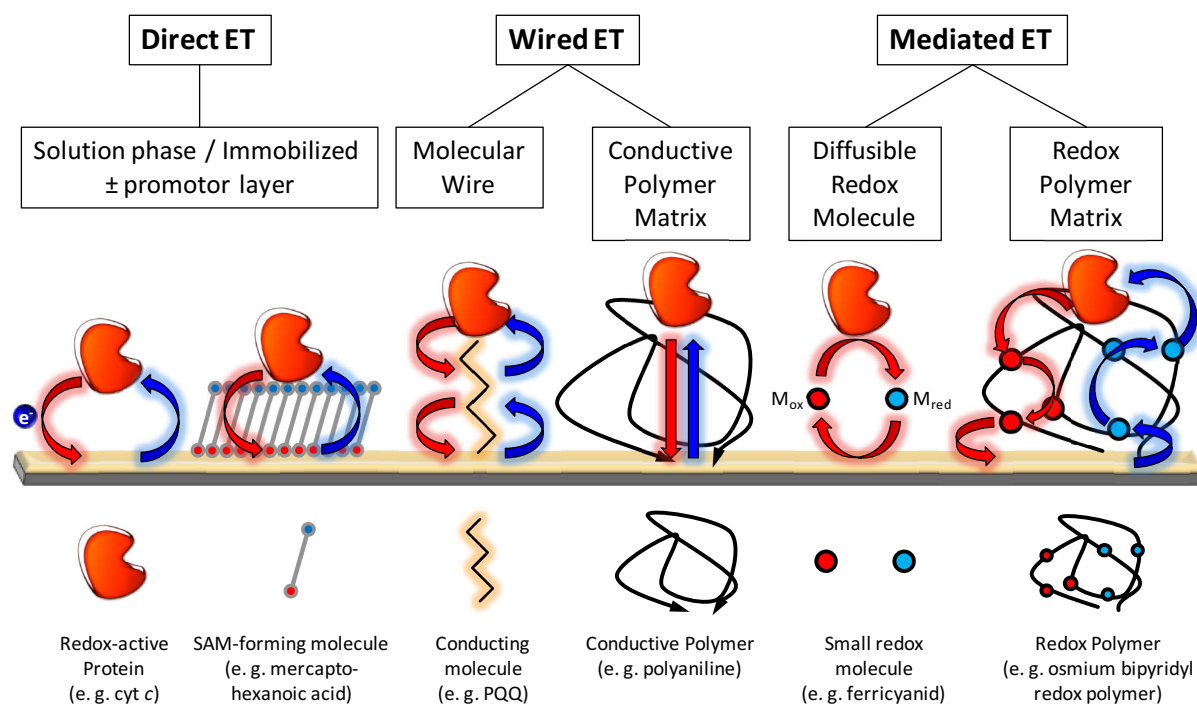 Direct ET
Wired ET
Mediated ET
Solution phase / Immobilized
± promotor layer
Molecular
Wire
Conductive
Polymer
Matrix
Diffusible
Redox
Molecule
Redox
Polymer
Matrix
e-
Mox
Mred
Redox-active
Protein
(e. g. cyt c)
SAM-forming molecule
(e. g. mercapto-
hexanoic acid)
Conducting
molecule
(e. g. PQQ)
Conductive Polymer
(e. g. polyaniline)
Small redox
molecule
(e. g. ferricyanid)
Redox Polymer
(e. g. osmium bipyridyl
redox polymer)